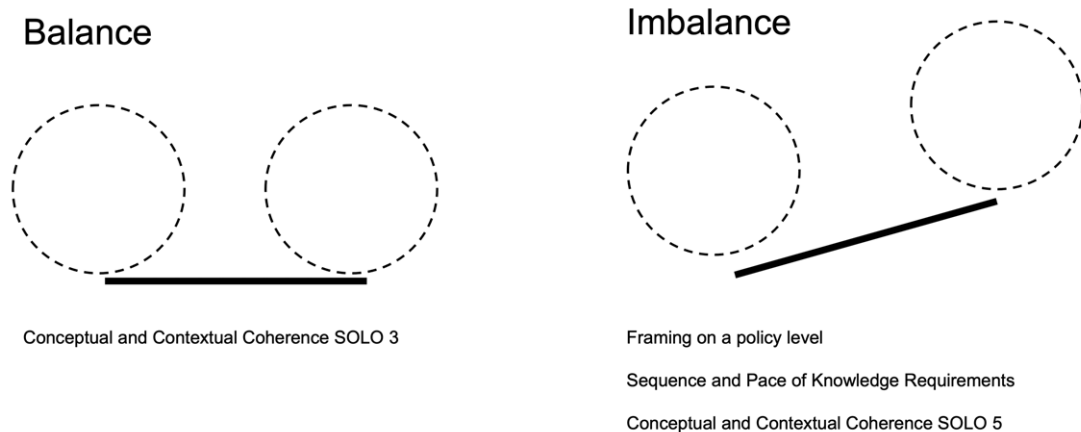 Balance
Conceptual and Contextual Coherence SOLO 3
Imbalance
Framing on a policy level
Sequence and Pace of Knowledge Requirements
Conceptual and Contextual Coherence SOLO 5